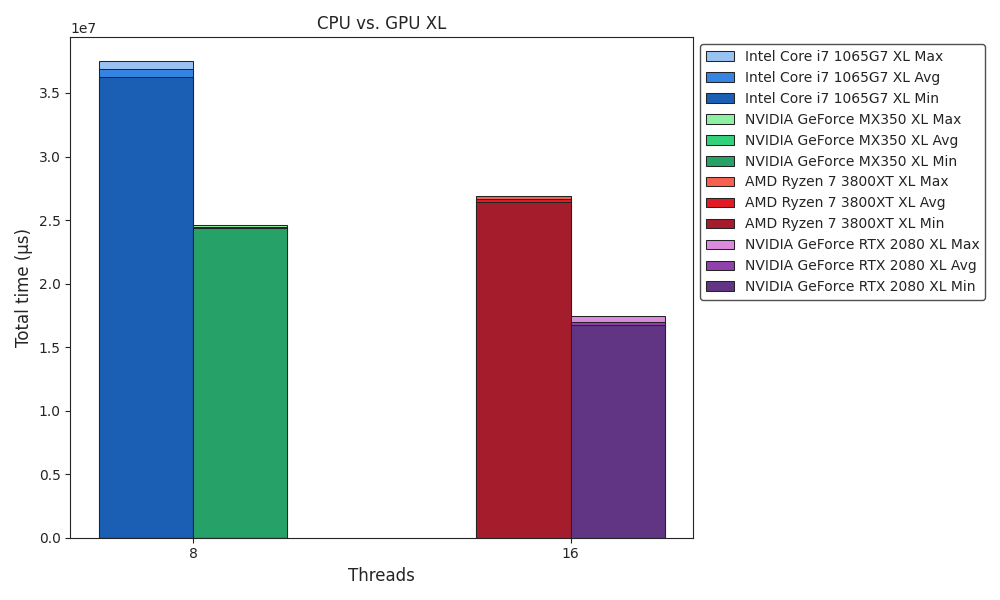 CPU vs. GPU XL
1e7
3.5
3.0
2.5
2.0
1.5
1.0
0.5
0.0
Total time (µs)
8
16
Threads
Intel Core i7 1065G7 XL Max
Intel Core i7 1065G7 XL Avg
Intel Core i7 1065G7 XL Min
NVIDIA GeForce MX350 XL Max
NVIDIA GeForce MX350 XL Avg
NVIDIA GeForce MX350 XL Min
AMD Ryzen 7 3800XT XL Max
AMD Ryzen 7 3800XT XL Avg
AMD Ryzen 7 3800XT XL Min
NVIDIA GeForce RTX 2080 XL Max
NVIDIA GeForce RTX 2080 XL Avg
NVIDIA GeForce RTX 2080 XL Min